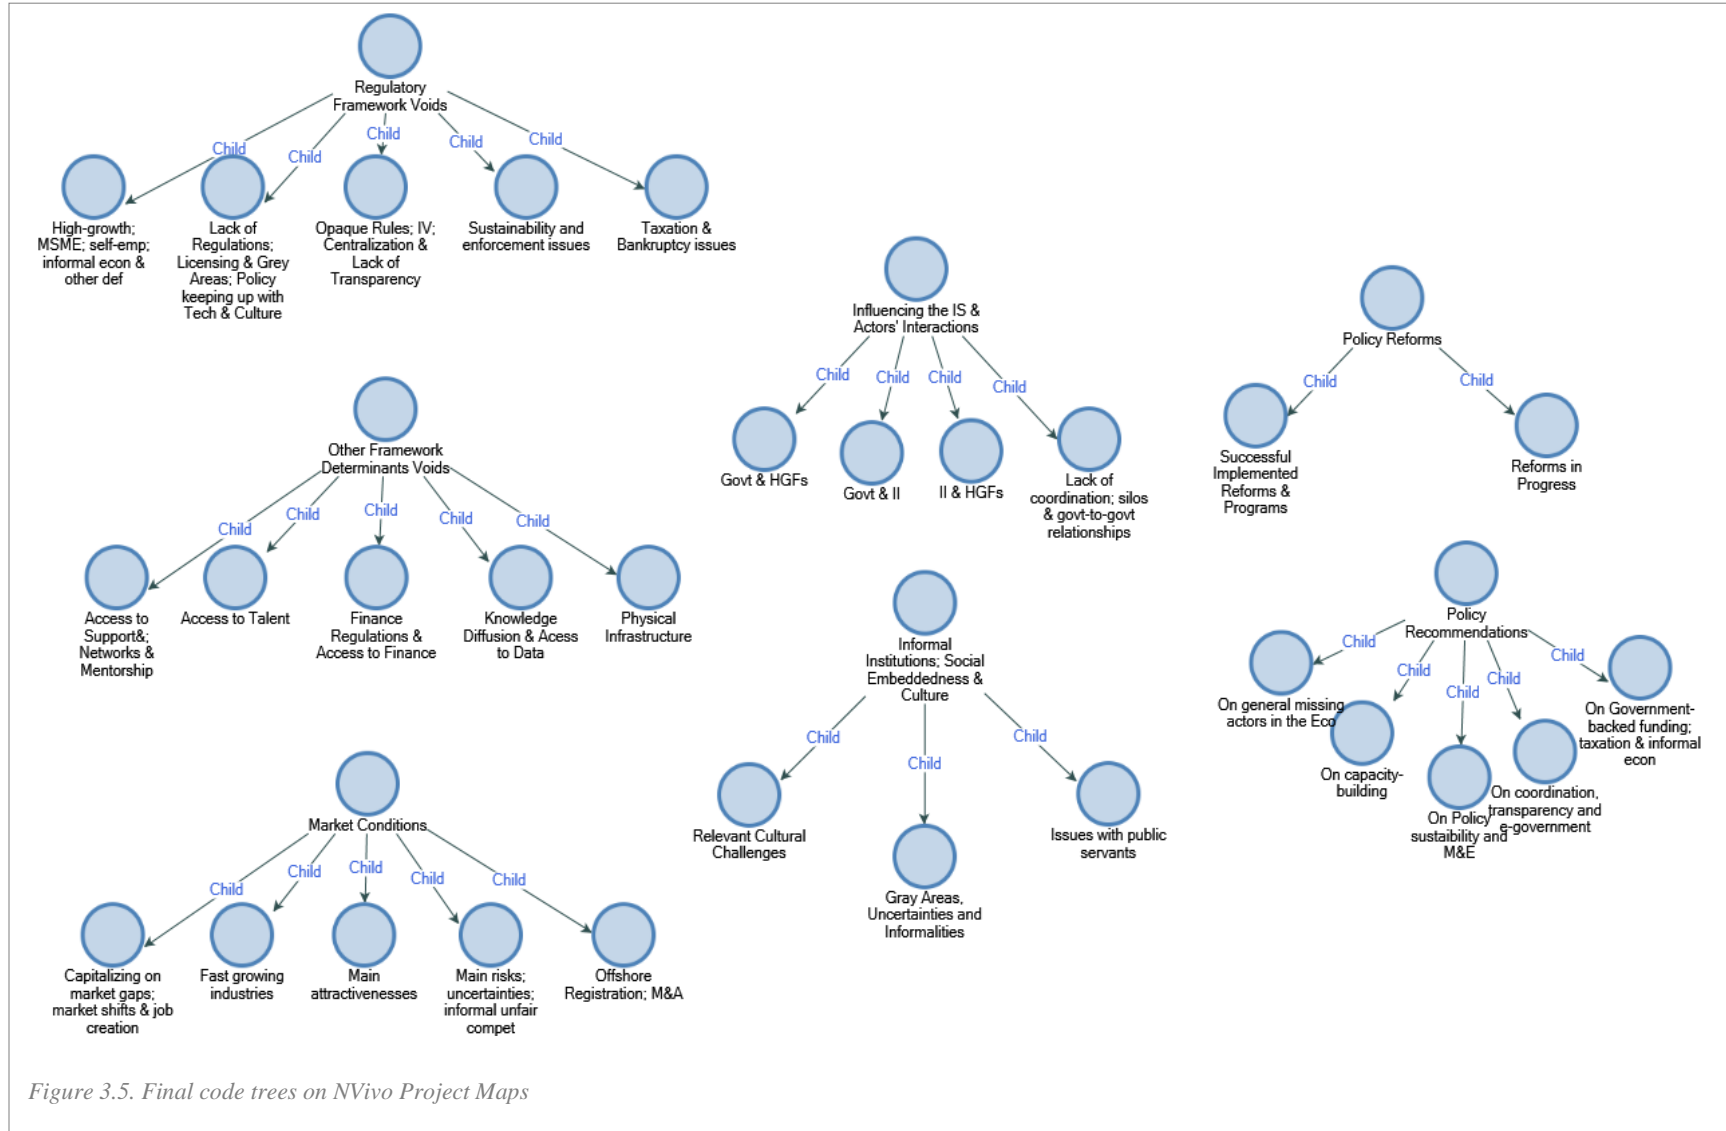 Regulatory
Framework Voids
Child
Child
Child
Child
Child
High-growth;
MSME; self-emp;
informal econ &
other def
Lack of
Regulations;
Licensing & Grey
Areas; Policy
keeping up with
Tech & Culture
Opaque Rules; IV;
Centralization &
Lack of
Transparency
Sustainability and
enforcement issues
Taxation &
Bankruptcy issues
Other Framework
Determinants Voids
Child
Child
Child
Child
Child
Access to
Support&;
Networks &
Mentorship
Access to Talent
Finance
Regulations &
Access to Finance
Knowledge
Diffusion & Acess
to Data
Physical
Infrastructure
Market Conditions
Child
Child
Child
Child
Child
Capitalizing on
market gaps;
market shifts & job
creation
Fast growing
industries
Main
attractivenesses
Main risks;
uncertainties;
informal unfair
compet
Offshore
Registration; M&A
Influencing the IS &
Actors' Interactions
Child
Child
Child
Child
Govt & HGFs
Govt & II
II & HGFs
Lack of
coordination; silos
& govt-to-govt
relationships
Informal
Institutions; Social
Embeddedness &
Culture
Child
Child
Child
Relevant Cultural
Challenges
Gray Areas,
Uncertainties and
Informalities
Issues with public
servants
Policy Reforms
Child
Child
Successful
Implemented
Reforms &
Programs
Reforms in
Progress
Policy
Recommendations
Child
Child
Child
Child
Child
On general missing
actors in the Eco
On capacity-
building
On Policy
sustaibility and
M&E
On coordination,
transparency and
e-government
On Government-
backed funding;
taxation & informal
econ
Figure 3.5. Final code trees on NVivo Project Maps